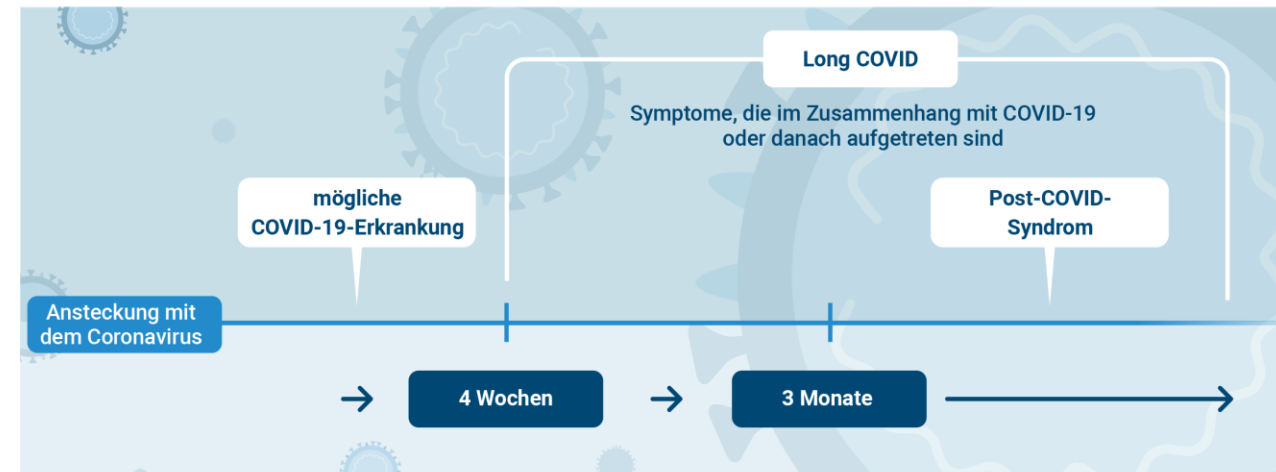 Long COVID
Symptome, die im Zusammenhang mit COVID-19
oder danach aufgetreten sind
mögliche
COVID-19-Erkrankung
Post-COVID-
Syndrom
Ansteckung mit
dem Coronavirus
4 Wochen
3 Monate